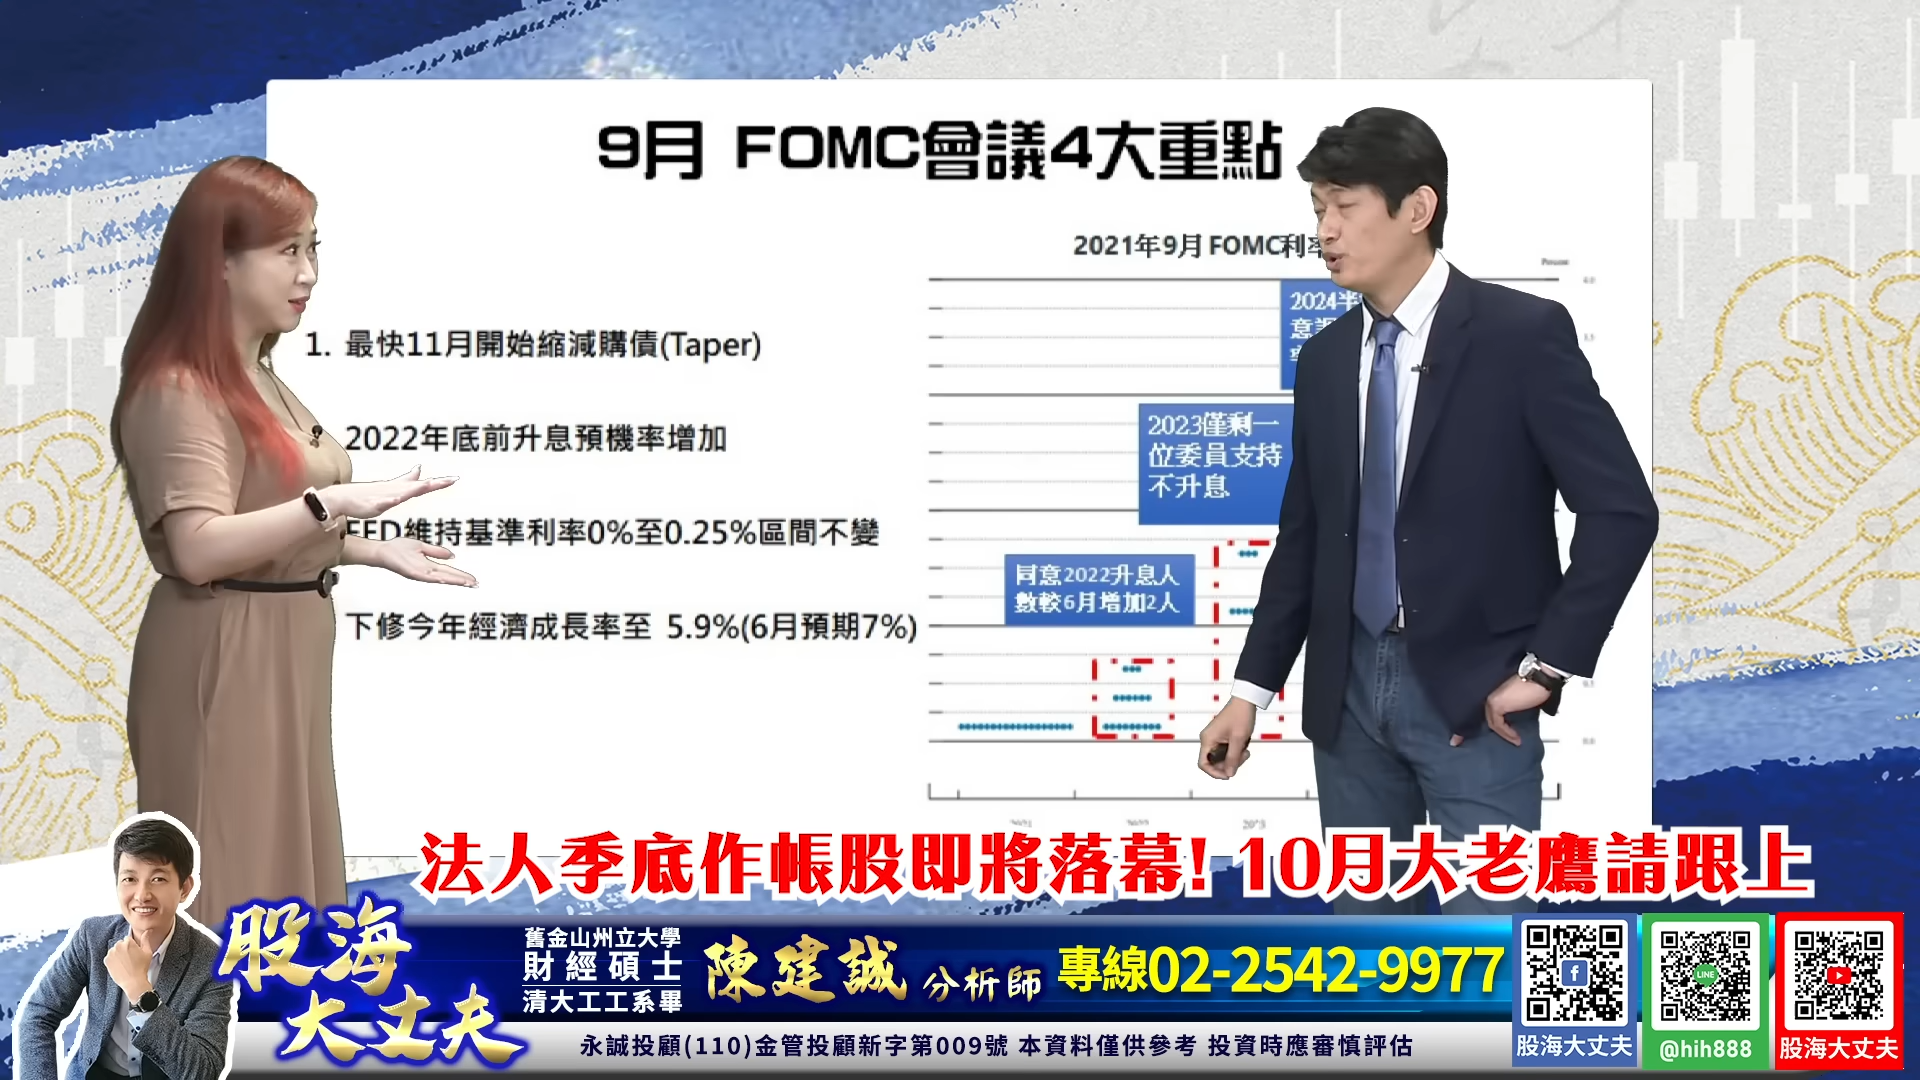 9月 FOMC會議4大重點
2021年9月 FOMC利
1. 最快11月開始縮減購債(Taper)
2022年底前升息預機率增加
FED維持基準利率0%至0.25%區間不變
下修今年經濟成長率至 5.9%(6月預期7%)
2024半
意
2023僅剩一
位委員支持
不升息
同意2022升息人
數較6月增加2人
法人季底作帳股即將落幕! 10月大老鷹請跟上
股海
大丈夫
舊金山州立大學
財經碩士
清大工工系畢
陳建誠 分析師
專線02-2542-9977
永誠投顧(110)金管投顧新字第009號 本資料僅供參考 投資時應審慎評估
LINE
股海大丈夫
@hih888
股海大丈夫